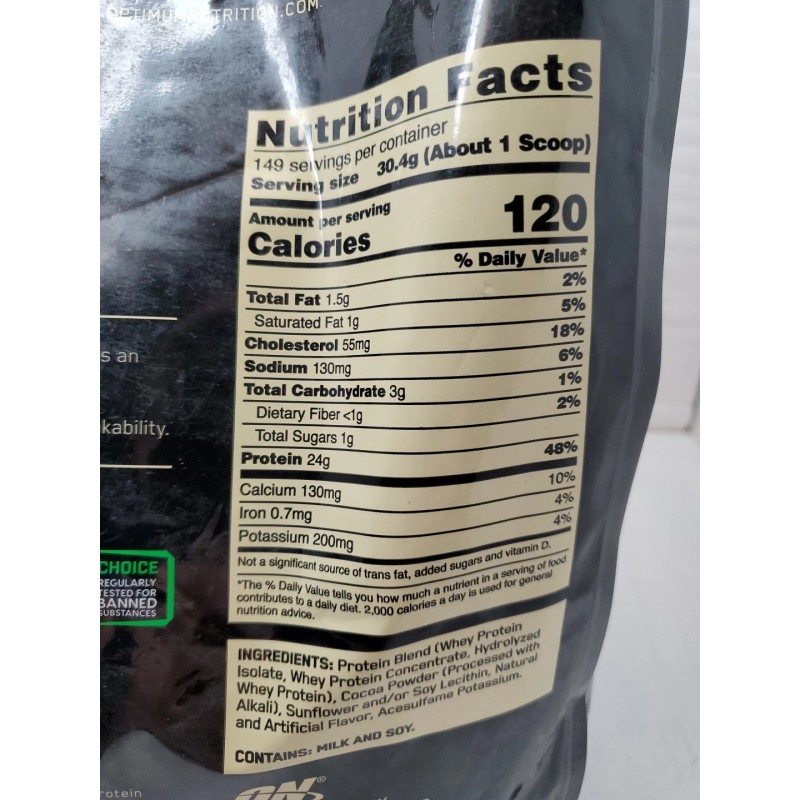 OPTIMUMNUTRITION.COM
Nutrition Facts
149 servings per container
Serving size 30.4g (About 1 Scoop)
Amount per serving
Calories 120
% Daily Value*
Total Fat 1.5g 2%
Saturated Fat 1g 5%
Cholesterol 55mg 18%
Sodium 130mg 6%
Total Carbohydrate 3g 1%
Dietary Fiber <1g 2%
Total Sugars 1g
Protein 24g 48%
Calcium 130mg 10%
Iron 0.7mg 4%
Potassium 200mg 4%
Not a significant source of trans fat, added sugars and vitamin D.
*The % Daily Value tells you how much a nutrient in a serving of food
contributes to a daily diet. 2,000 calories a day is used for general
nutrition advice.
INGREDIENTS: Protein Blend (Whey Protein
Isolate, Whey Protein Concentrate, Hydrolyzed
Whey Protein), Cocoa Powder (Processed with
Alkali), Sunflower and/or Soy Lecithin, Natural
and Artificial Flavor, Acesulfame Potassium.
CONTAINS: MILK AND SOY.
s an
kability.
CHOICE
REGULARLY
TESTED FOR
BANNED
SUBSTANCES
rotein
ON®